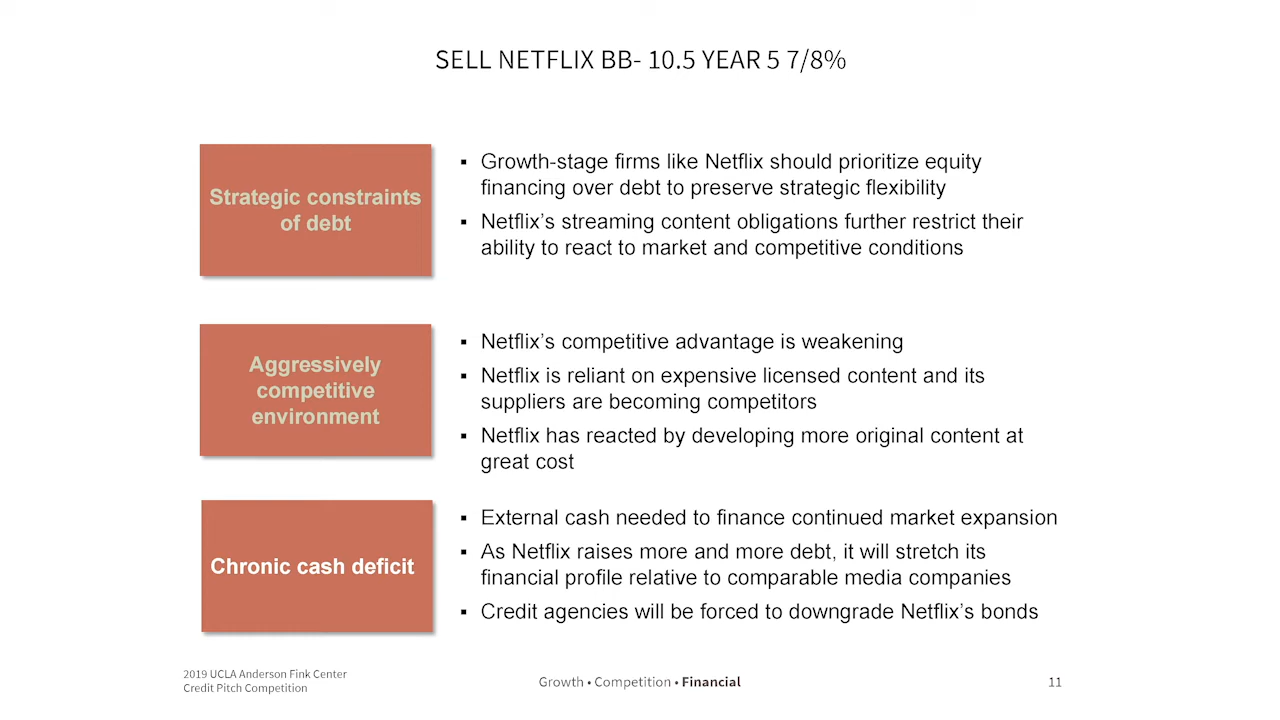 SELL NETFLIX BB- 10.5 YEAR 5 7/8%
Strategic constraints
of debt
▪ Growth-stage firms like Netflix should prioritize equity
financing over debt to preserve strategic flexibility
▪ Netflix’s streaming content obligations further restrict their
ability to react to market and competitive conditions
Aggressively
competitive
environment
▪ Netflix’s competitive advantage is weakening
▪ Netflix is reliant on expensive licensed content and its
suppliers are becoming competitors
▪ Netflix has reacted by developing more original content at
great cost
Chronic cash deficit
▪ External cash needed to finance continued market expansion
▪ As Netflix raises more and more debt, it will stretch its
financial profile relative to comparable media companies
▪ Credit agencies will be forced to downgrade Netflix’s bonds
2019 UCLA Anderson Fink Center
Credit Pitch Competition
Growth • Competition • Financial
11